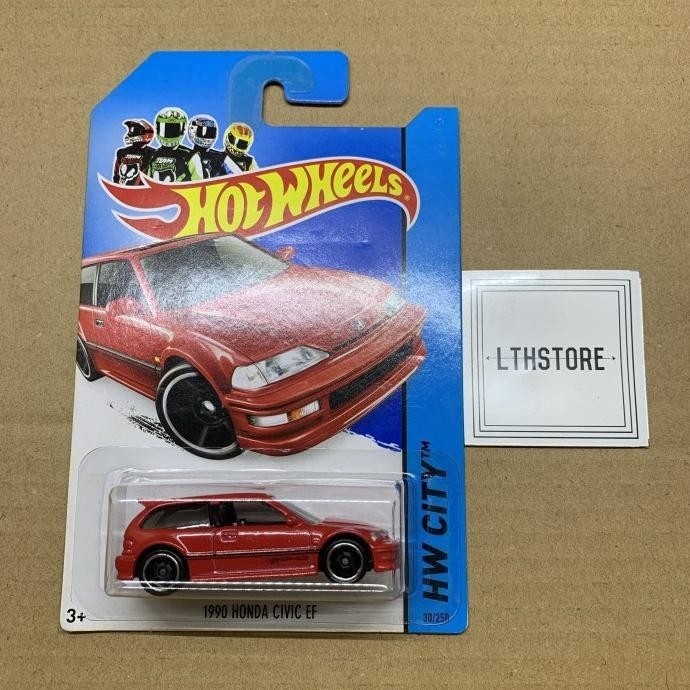 HOT WHEELS
LTHSTORE
HW CITY™
3+
1990 HONDA CIVIC EF
30/250